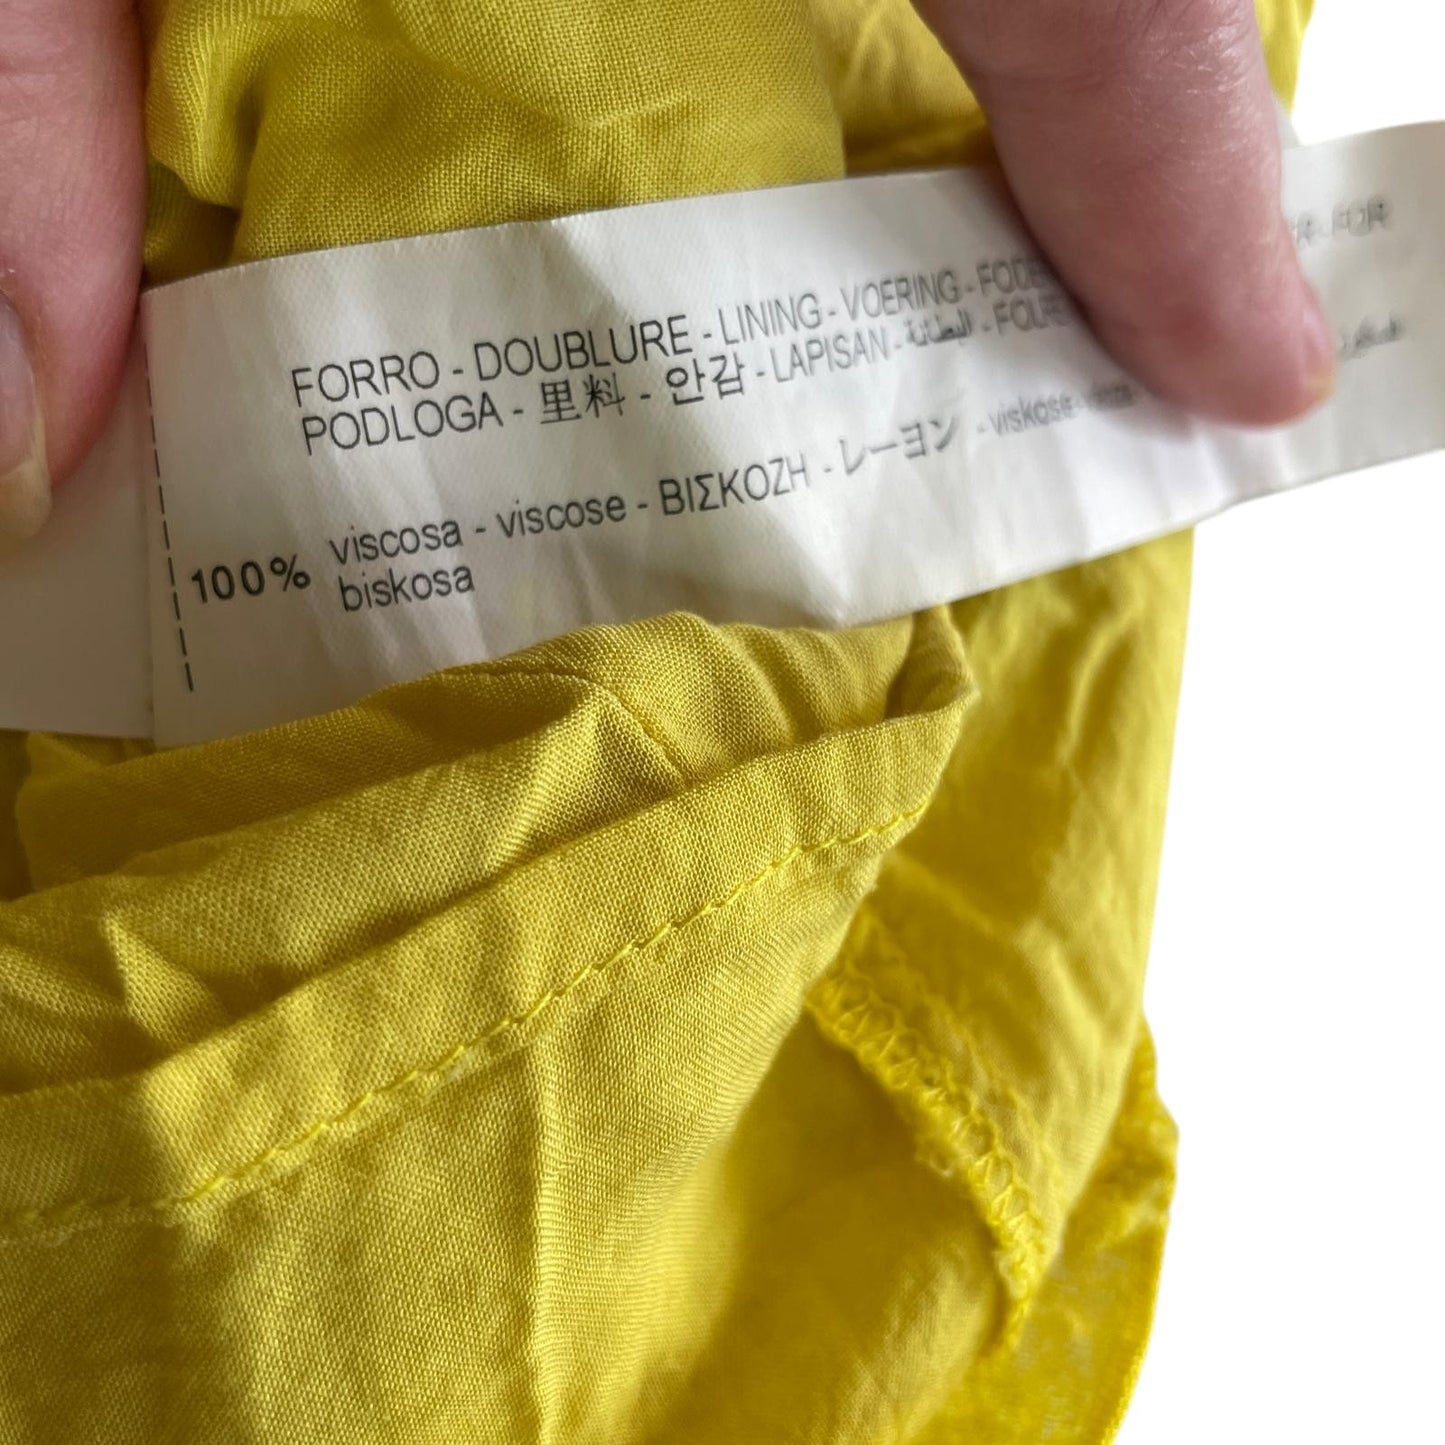 FORRO - DOUBLURE - LINING - VOERING - FODE
PODLOGA - 里料 - 안감 - LAPISAN - البطانة - FOLRE
100% viscosa - viscose - ΒΙΣΚΟΖΗ - レーヨン - viskose
biskosa